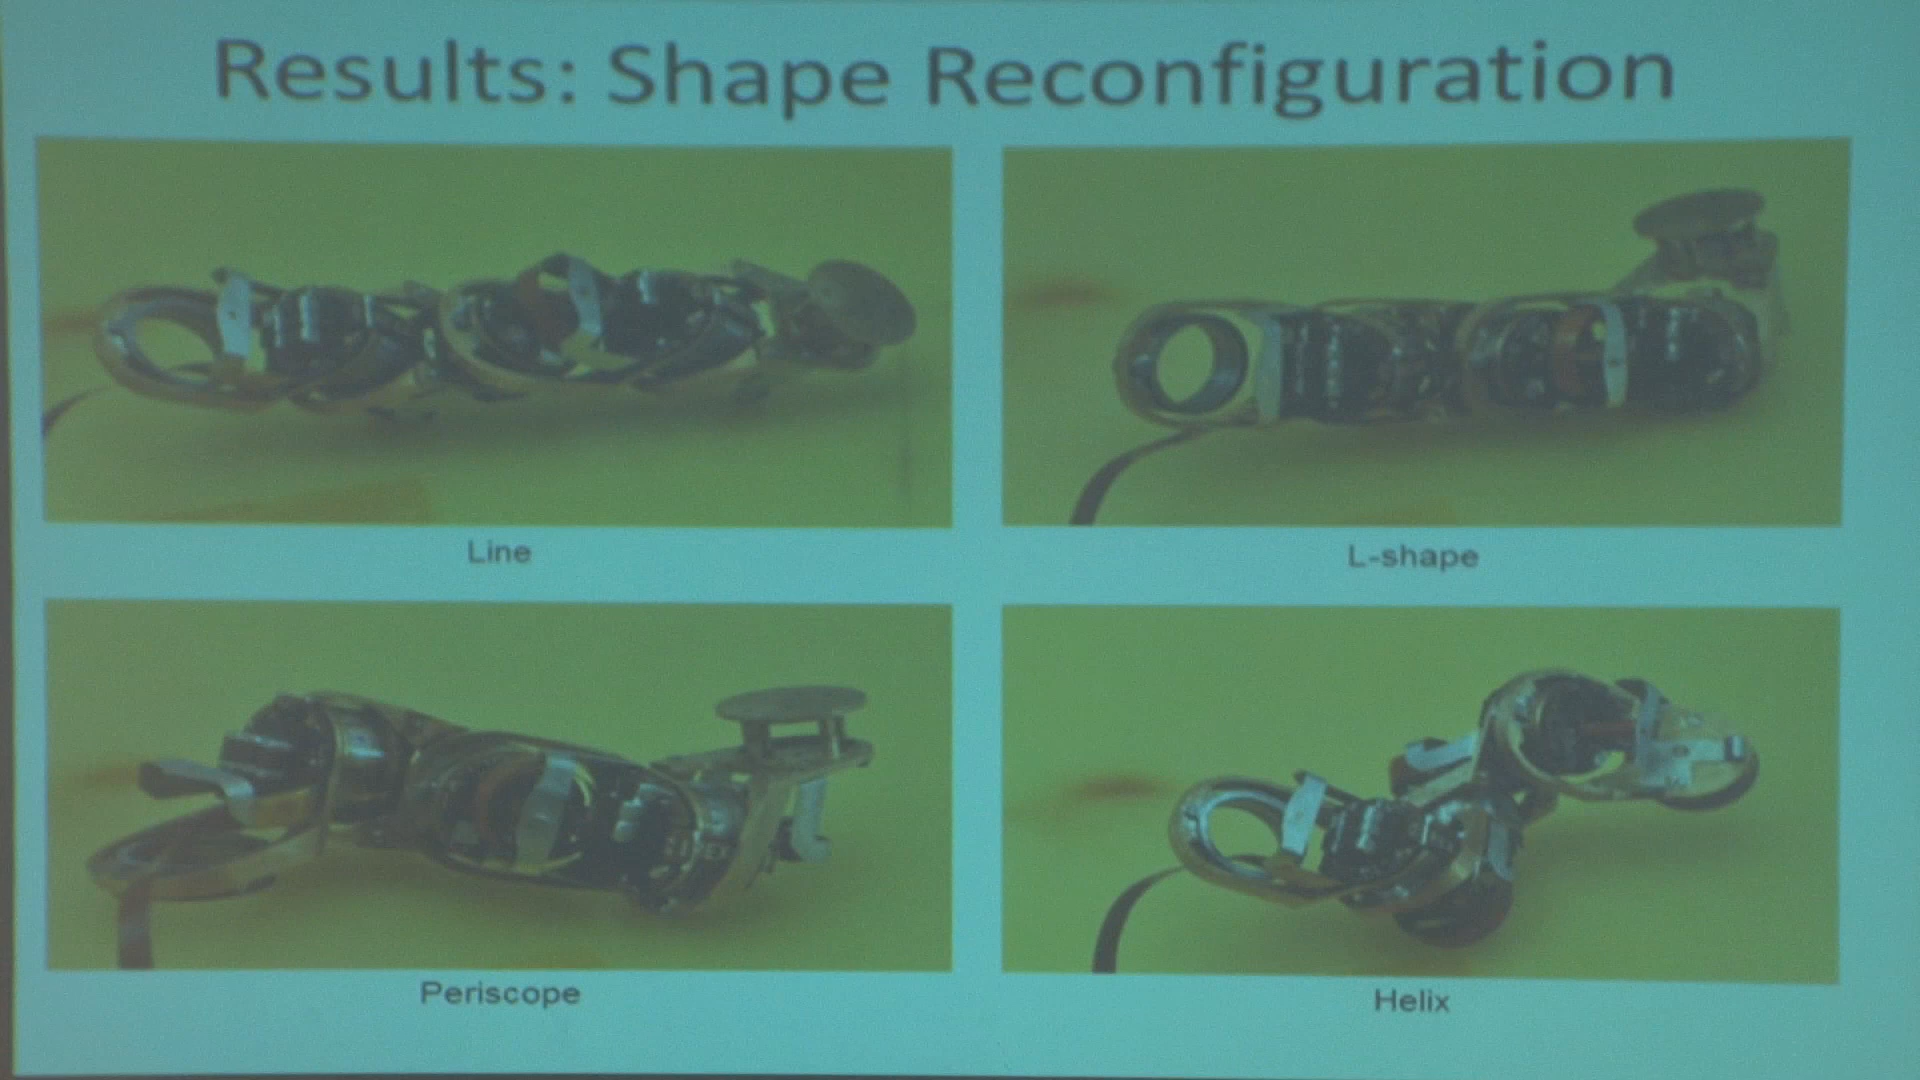 Results: Shape Reconfiguration
Line
L-shape
Periscope
Helix